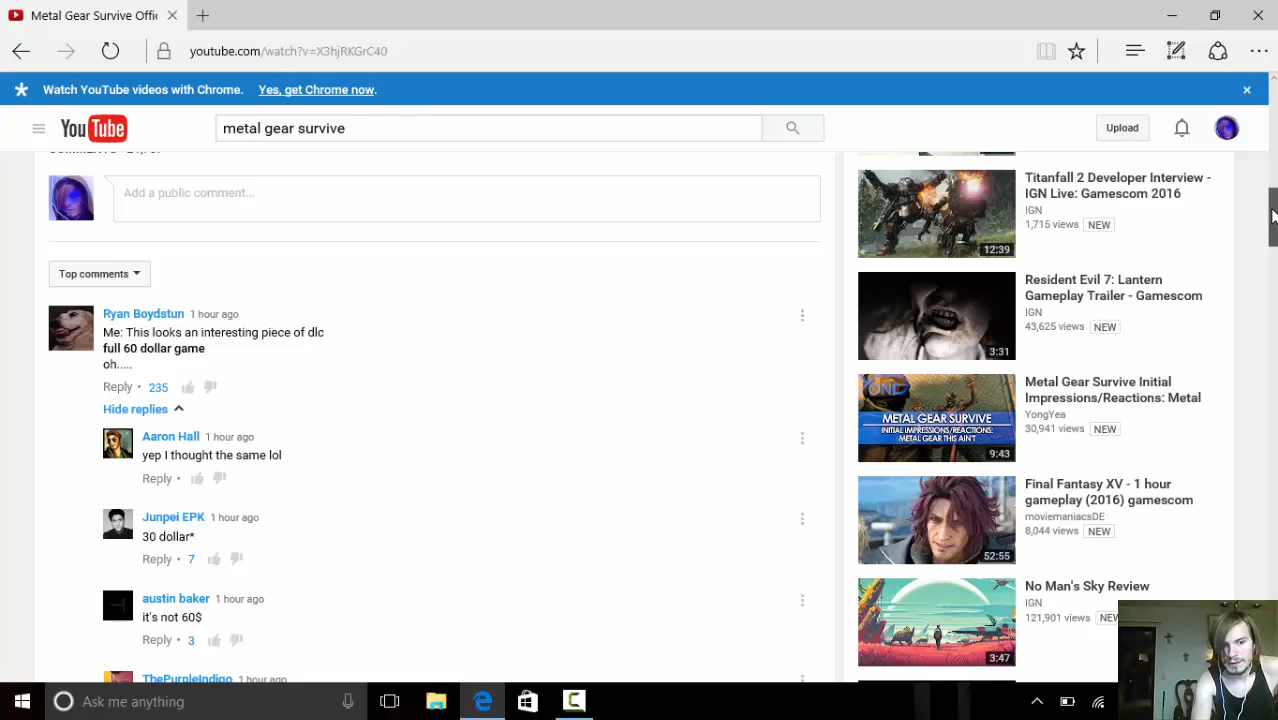 Metal Gear Survive Offic
youtube.com/watch?v=X3hjRKGrC40
Watch YouTube videos with Chrome. Yes, get Chrome now.
YouTube
metal gear survive
Upload
Add a public comment...
Top comments
Ryan Boydstun 1 hour ago
Me: This looks an interesting piece of dlc
full 60 dollar game
oh.....
Reply • 235
Hide replies
Aaron Hall 1 hour ago
yep I thought the same lol
Reply •
Junpei EPK 1 hour ago
30 dollar*
Reply • 7
austin baker 1 hour ago
it's not 60$
Reply • 3
ThePurpleIndigo 1 hour ago
Titanfall 2 Developer Interview -
IGN Live: Gamescom 2016
IGN
1,715 views NEW
12:39
Resident Evil 7: Lantern
Gameplay Trailer - Gamescom
IGN
43,625 views NEW
3:31
Metal Gear Survive Initial
Impressions/Reactions: Metal
YongYea
30,941 views NEW
METAL GEAR SURVIVE
INITIAL IMPRESSIONS/REACTIONS:
METAL GEAR THIS AIN'T
9:43
Final Fantasy XV - 1 hour
gameplay (2016) gamescom
moviemaniacsDE
8,044 views NEW
52:55
No Man's Sky Review
IGN
121,901 views NEW
3:47
Ask me anything